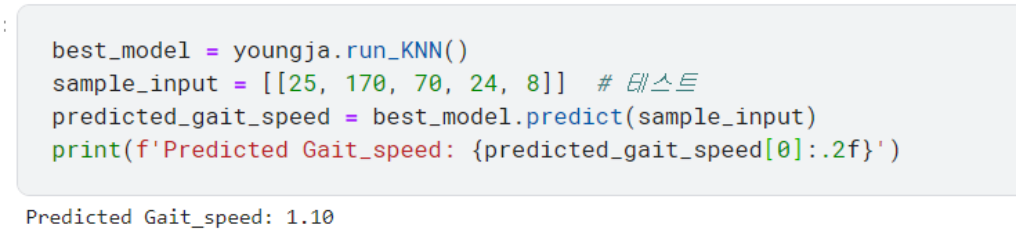 best_model = youngja.run_KNN()
sample_input = [[25, 170, 70, 24, 8]]  # 테스트
predicted_gait_speed = best_model.predict(sample_input)
print(f'Predicted Gait_speed: {predicted_gait_speed[0]:.2f}')
Predicted Gait_speed: 1.10